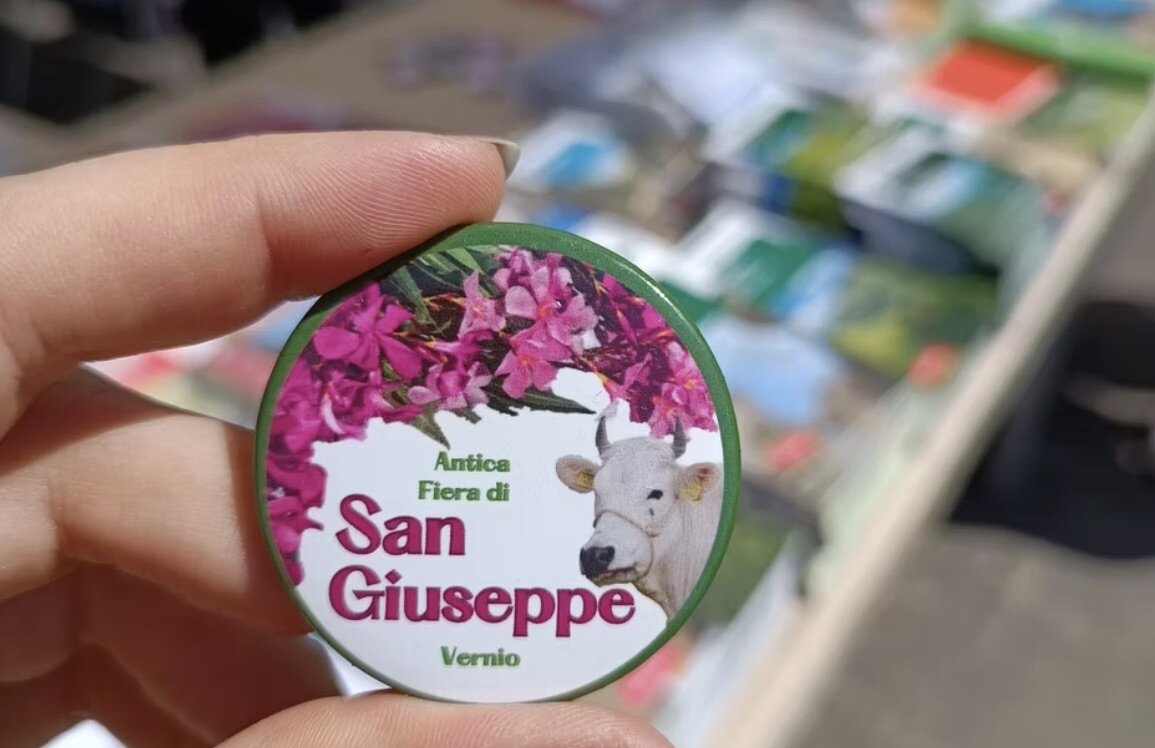 Antica
Fiera di
San
Giuseppe
Vernio